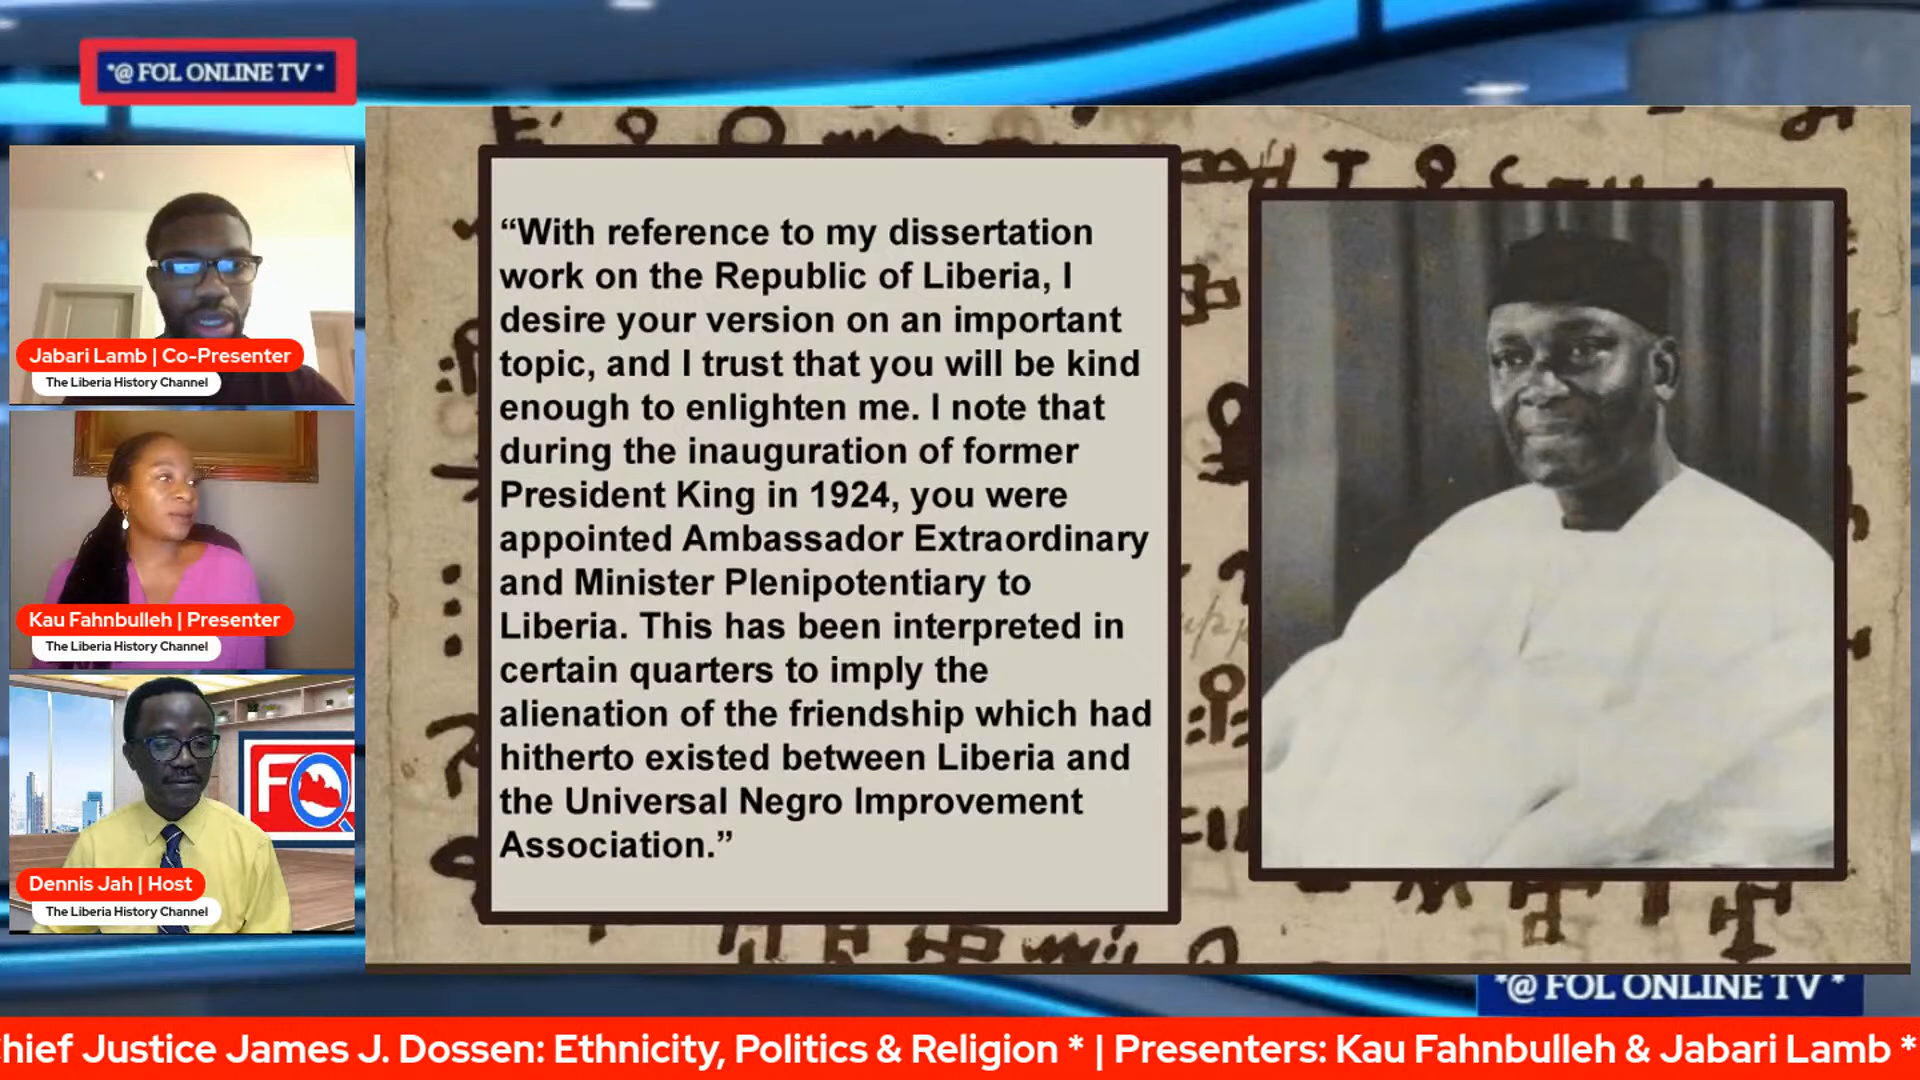 *@ FOL ONLINE TV *
Jabari Lamb | Co-Presenter
The Liberia History Channel
Kau Fahnbulleh | Presenter
The Liberia History Channel
Dennis Jah | Host
The Liberia History Channel
“With reference to my dissertation
work on the Republic of Liberia, I
desire your version on an important
topic, and I trust that you will be kind
enough to enlighten me. I note that
during the inauguration of former
President King in 1924, you were
appointed Ambassador Extraordinary
and Minister Plenipotentiary to
Liberia. This has been interpreted in
certain quarters to imply the
alienation of the friendship which had
hitherto existed between Liberia and
the Universal Negro Improvement
Association.”
*@ FOL ONLINE TV *
hief Justice James J. Dossen: Ethnicity, Politics & Religion * | Presenters: Kau Fahnbulleh & Jabari Lamb *